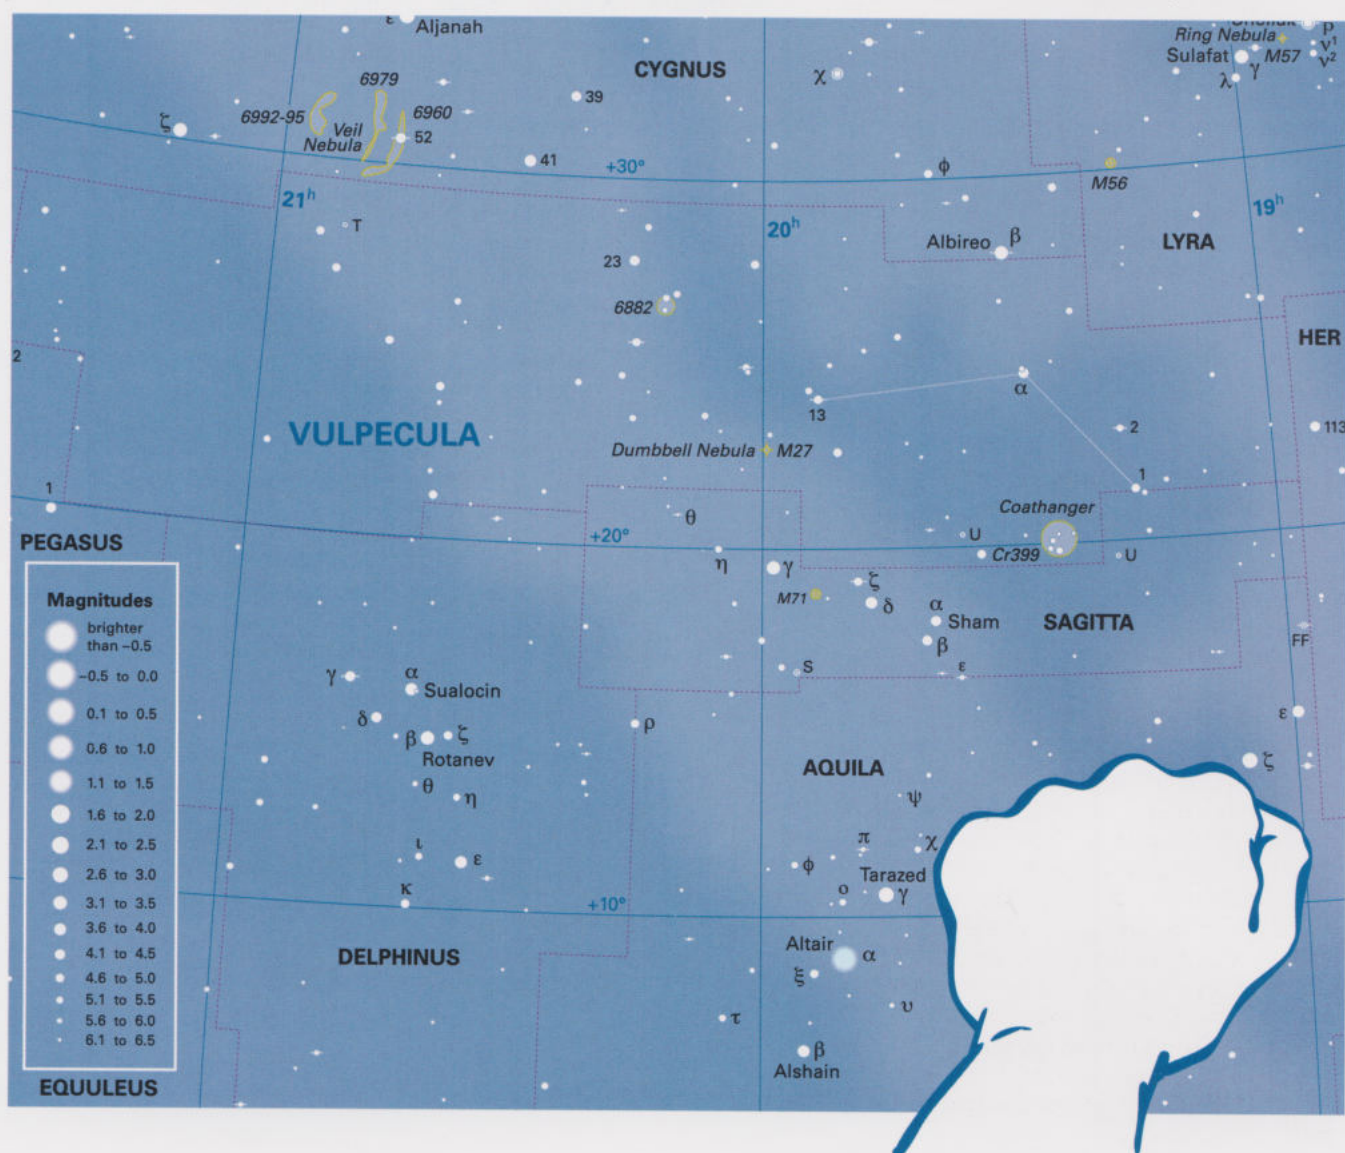 ε
Aljanah
CYGNUS
χ
Ring Nebula
ρ
Sulafat
γ
M57
ν¹
ν²
λ
6979
6992-95
6960
Veil
Nebula
52
39
ζ
41
+30°
φ
M56
21ʰ
T
20ʰ
19ʰ
Albireo
β
LYRA
23
6882
HER
2
α
13
VULPECULA
2
113
Dumbbell Nebula
M27
1
1
Coathanger
θ
PEGASUS
+20°
U
Cr399
U
η
γ
ζ
M71
δ
α
Sham
SAGITTA
β
FF
S
ε
γ
α
Sualocin
δ
β
ζ
Rotanev
ρ
ε
AQUILA
ζ
θ
η
ψ
π
χ
ι
ε
φ
Tarazed
κ
ο
γ
+10°
DELPHINUS
Altair
α
ξ
υ
τ
β
Alshain
Magnitudes
brighter
than –0.5
–0.5 to 0.0
0.1 to 0.5
0.6 to 1.0
1.1 to 1.5
1.6 to 2.0
2.1 to 2.5
2.6 to 3.0
3.1 to 3.5
3.6 to 4.0
4.1 to 4.5
4.6 to 5.0
5.1 to 5.5
5.6 to 6.0
6.1 to 6.5
EQUULEUS